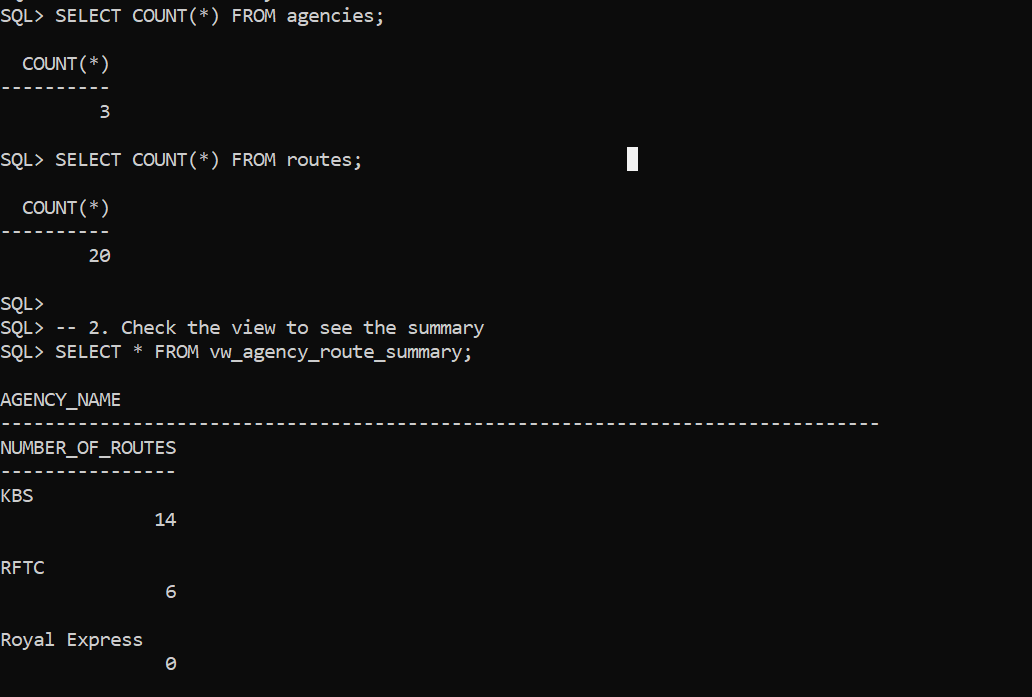 SQL> SELECT COUNT(*) FROM agencies;
  COUNT(*)
----------
         3
SQL> SELECT COUNT(*) FROM routes;
  COUNT(*)
----------
        20
SQL>
SQL> -- 2. Check the view to see the summary
SQL> SELECT * FROM vw_agency_route_summary;
AGENCY_NAME
--------------------------------------------------------------------------------
NUMBER_OF_ROUTES
----------------
KBS
              14
RFTC
               6
Royal Express
               0